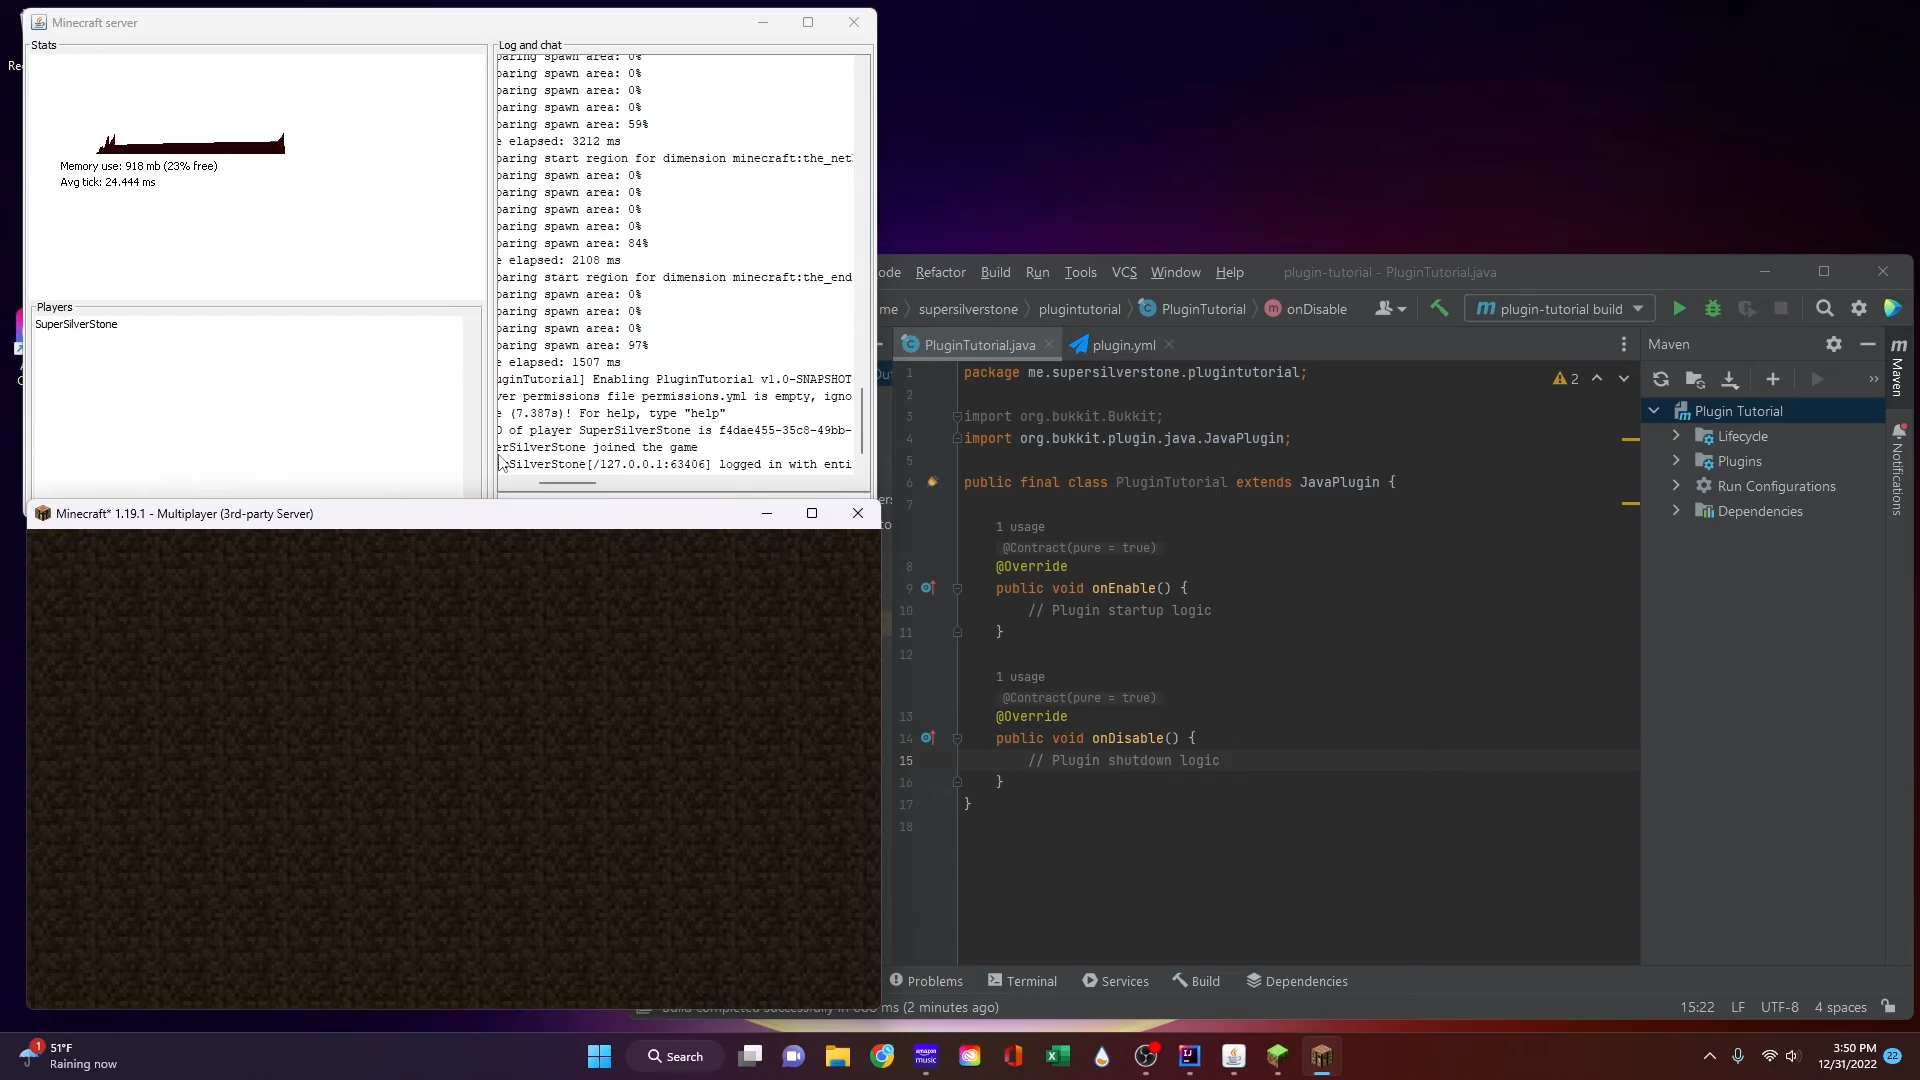 Minecraft server
Stats
Memory use: 918 mb (23% free)
Avg tick: 24.444 ms
Players
SuperSilverStone
Log and chat
paring spawn area: 0%
paring spawn area: 0%
paring spawn area: 0%
paring spawn area: 0%
paring spawn area: 59%
e elapsed: 3212 ms
paring start region for dimension minecraft:the_net
paring spawn area: 0%
paring spawn area: 0%
paring spawn area: 0%
paring spawn area: 0%
paring spawn area: 84%
e elapsed: 2108 ms
paring start region for dimension minecraft:the_end
paring spawn area: 0%
paring spawn area: 0%
paring spawn area: 0%
paring spawn area: 97%
e elapsed: 1507 ms
uginTutorial] Enabling PluginTutorial v1.0-SNAPSHOT
ver permissions file permissions.yml is empty, igno
e (7.387s)! For help, type "help"
D of player SuperSilverStone is f4dae455-35c8-49bb-
erSilverStone joined the game
SilverStone[/127.0.0.1:63406] logged in with enti
Minecraft* 1.19.1 - Multiplayer (3rd-party Server)
ode Refactor Build Run Tools VCS Window Help plugin-tutorial - PluginTutorial.java
me supersilverstone plugintutorial PluginTutorial onDisable plugin-tutorial build
PluginTutorial.java plugin.yml
1 package me.supersilverstone.plugintutorial;
2
3 import org.bukkit.Bukkit;
4 import org.bukkit.plugin.java.JavaPlugin;
5
6 public final class PluginTutorial extends JavaPlugin {
7
1 usage
@Contract(pure = true)
8 @Override
9 public void onEnable() {
10 // Plugin startup logic
11 }
12
1 usage
@Contract(pure = true)
13 @Override
14 public void onDisable() {
15 // Plugin shutdown logic
16 }
17 }
18
2
Maven
Plugin Tutorial
Lifecycle
Plugins
Run Configurations
Dependencies
Maven
Notifications
Problems Terminal Services Build Dependencies
ms (2 minutes ago)
15:22 LF UTF-8 4 spaces
1
51°F
Raining now
Search
amazon music
3:50 PM
12/31/2022
22